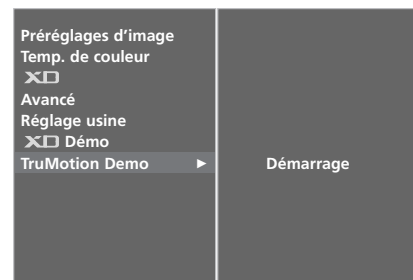 Préréglages d'image
Temp. de couleur
XD
Avancé
Réglage usine
XD Démo
TruMotion Demo ►
Démarrage